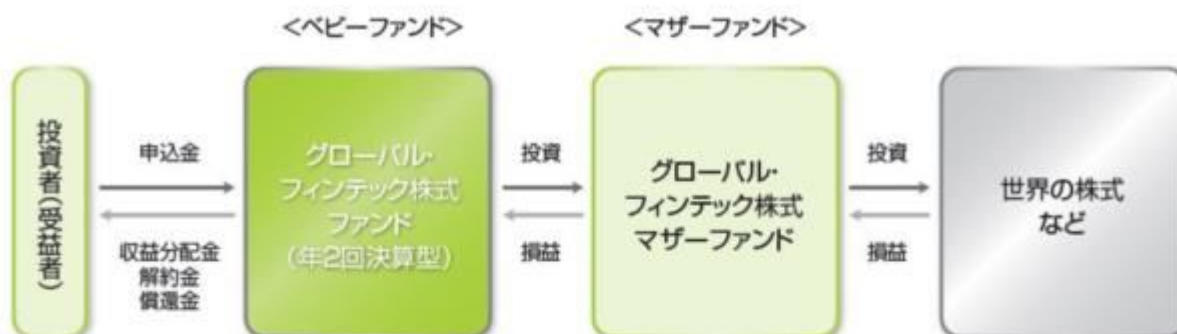 <ベビーファンド>
<マザーファンド>
投資者(受益者)
申込金
収益分配金
解約金
償還金
グローバル・
フィンテック株式
ファンド
(年2回決算型)
投資
損益
グローバル・
フィンテック株式
マザーファンド
投資
損益
世界の株式
など